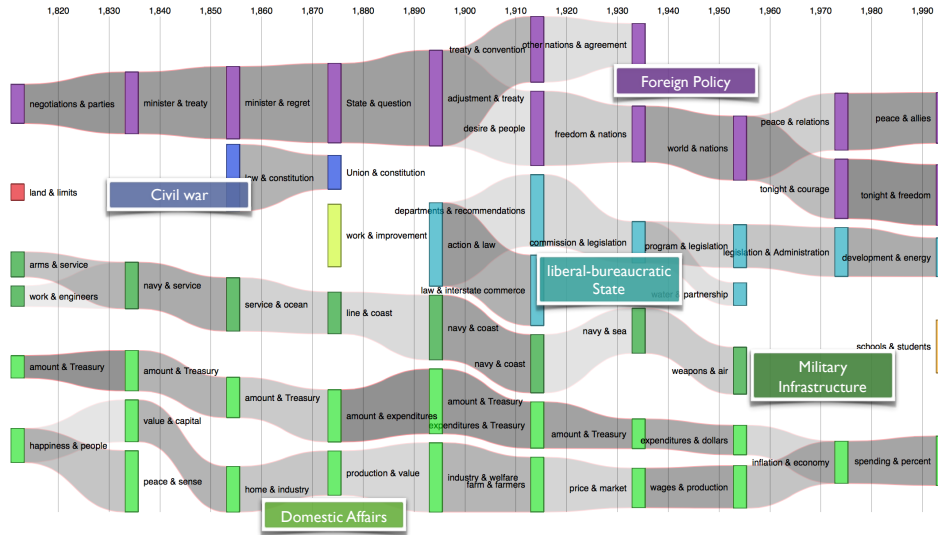 1,820 1,830 1,840 1,850 1,860 1,870 1,880 1,890 1,900 1,910 1,920 1,930 1,940 1,950 1,960 1,970 1,980 1,990
treaty & convention
other nations & agreement
Foreign Policy
negotiations & parties
minister & treaty
minister & regret
State & question
adjustment & treaty
desire & people
freedom & nations
world & nations
peace & relations
peace & allies
tonight & courage
tonight & freedom
land & limits
Civil war
law & constitution
Union & constitution
work & improvement
departments & recommendations
action & law
commission & legislation
program & legislation
legislation & Administration
development & energy
law & interstate commerce
liberal-bureaucratic
State
water & partnership
arms & service
work & engineers
navy & service
service & ocean
line & coast
navy & coast
navy & coast
navy & sea
weapons & air
Military
Infrastructure
schools & students
amount & Treasury
amount & Treasury
amount & Treasury
amount & expenditures
amount & Treasury
expenditures & Treasury
amount & Treasury
expenditures & dollars
inflation & economy
spending & percent
happiness & people
value & capital
peace & sense
home & industry
production & value
industry & welfare
farm & farmers
price & market
wages & production
Domestic Affairs